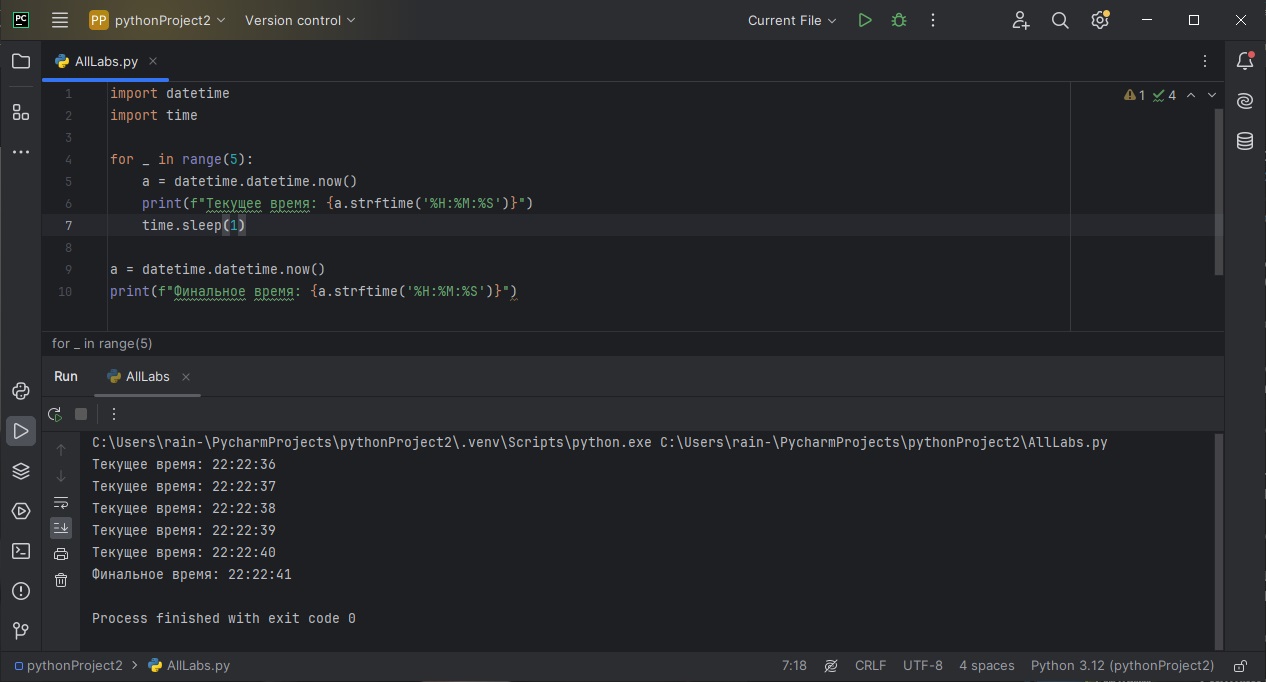 PC PP pythonProject2 Version control Current File
AllLabs.py
1 import datetime
2 import time
3
4 for _ in range(5):
5     a = datetime.datetime.now()
6     print(f"Текущее время: {a.strftime('%H:%M:%S')}")
7     time.sleep(1)
8
9 a = datetime.datetime.now()
10 print(f"Финальное время: {a.strftime('%H:%M:%S')}")
1 4
for _ in range(5)
Run AllLabs
C:\Users\rain-\PycharmProjects\pythonProject2\.venv\Scripts\python.exe C:\Users\rain-\PycharmProjects\pythonProject2\AllLabs.py
Текущее время: 22:22:36
Текущее время: 22:22:37
Текущее время: 22:22:38
Текущее время: 22:22:39
Текущее время: 22:22:40
Финальное время: 22:22:41
Process finished with exit code 0
pythonProject2 > AllLabs.py 7:18 CRLF UTF-8 4 spaces Python 3.12 (pythonProject2)